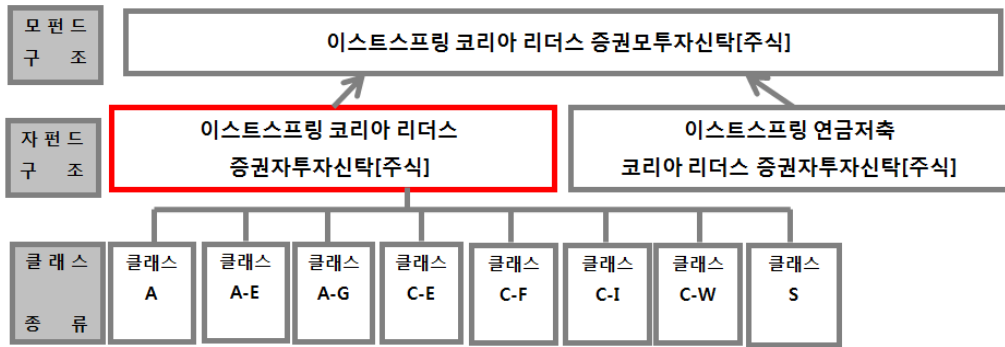 모 펀 드
구 조
이스트스프링 코리아 리더스 증권모투자신탁[주식]
자 펀 드
구 조
이스트스프링 코리아 리더스
증권자투자신탁[주식]
이스트스프링 연금저축
코리아 리더스 증권자투자신탁[주식]
클 래 스
종 류
클래스
A
클래스
A-E
클래스
A-G
클래스
C-E
클래스
C-F
클래스
C-I
클래스
C-W
클래스
S